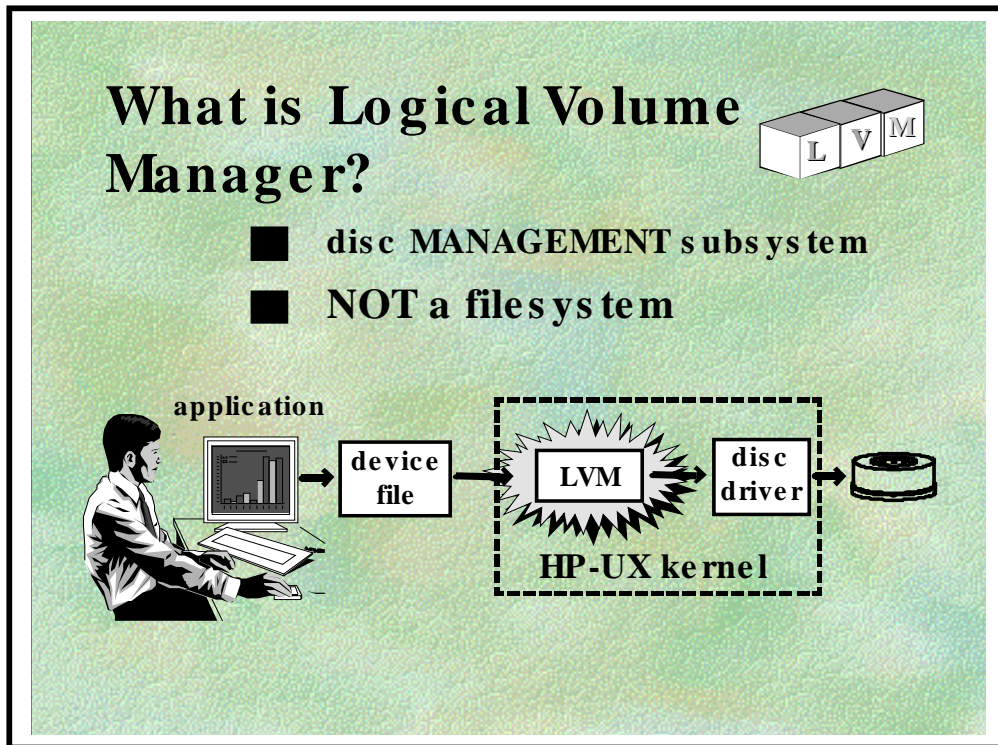 What is Logical Volume
Manager?
L V M
disc MANAGEMENT subsystem
NOT a filesystem
application
device
file
LVM
disc
driver
HP-UX kernel